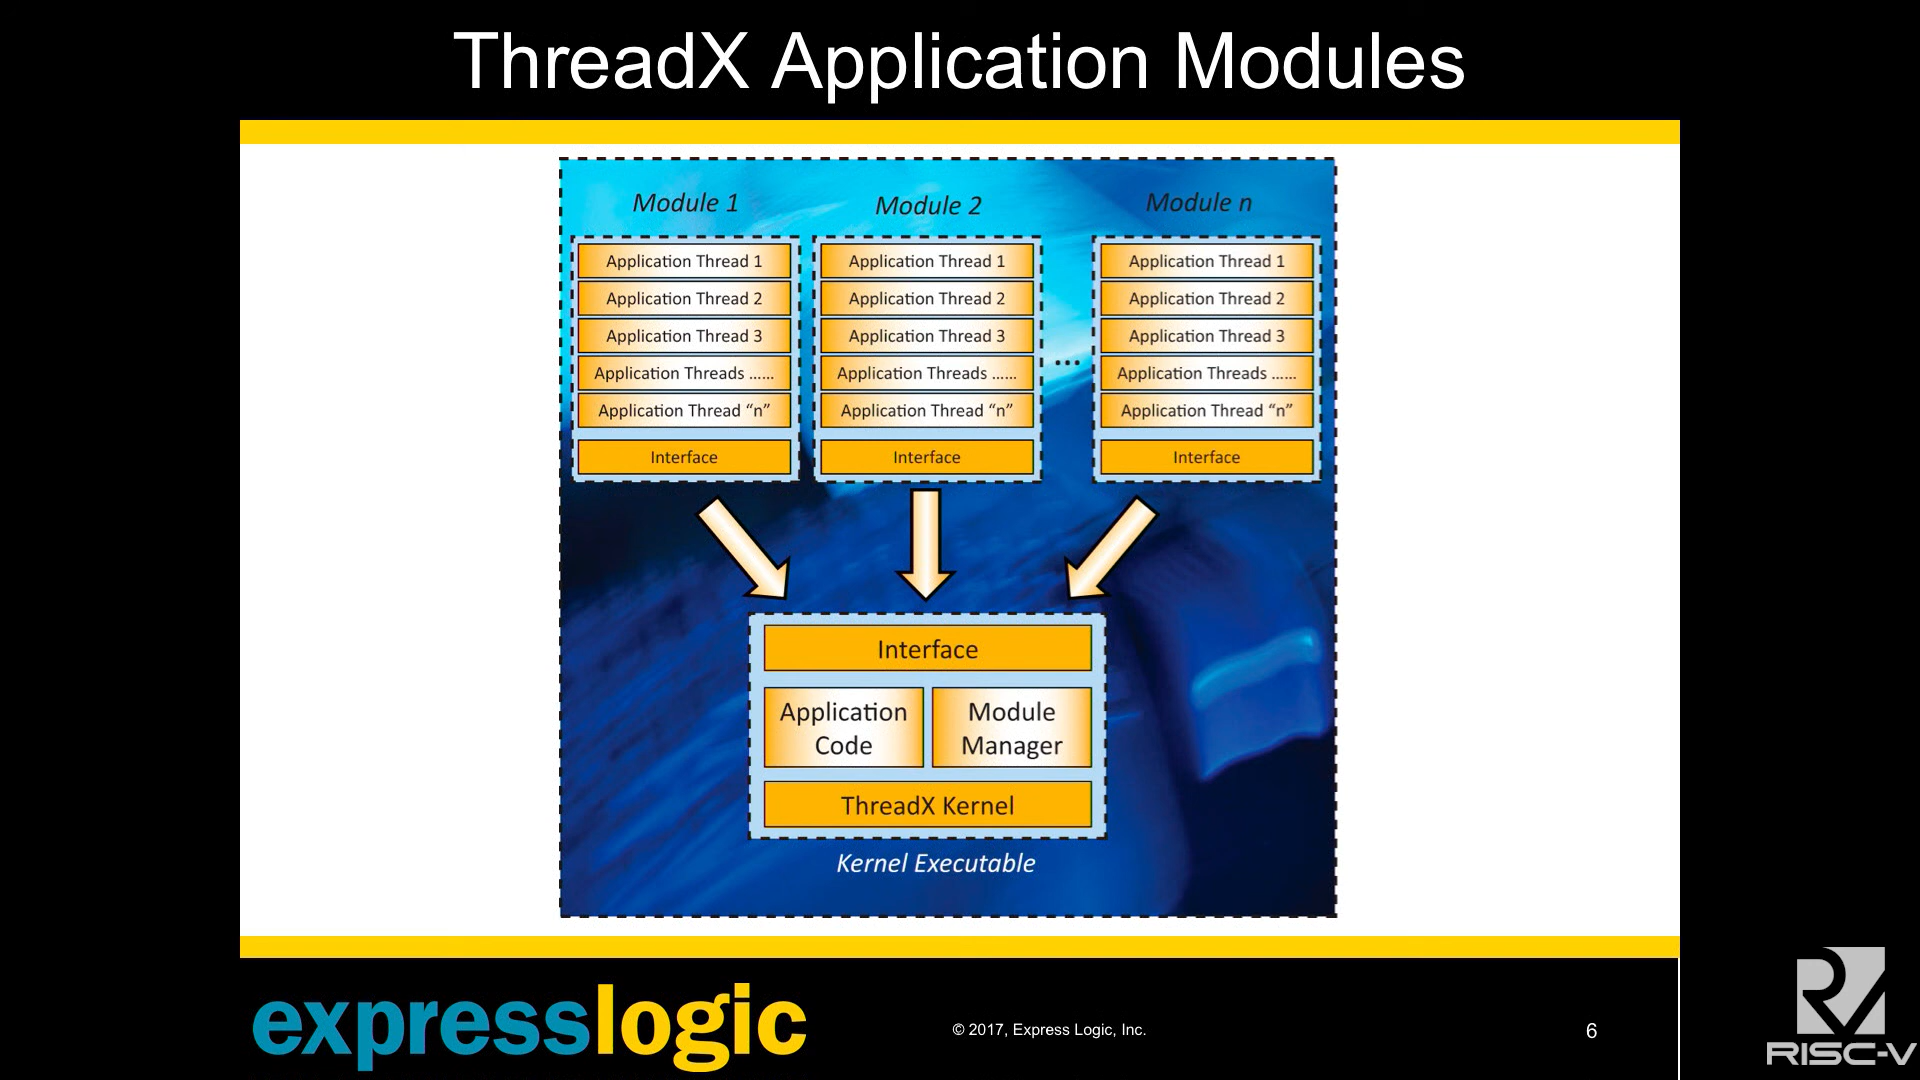 ThreadX Application Modules
Module 1
Application Thread 1
Application Thread 2
Application Thread 3
Application Threads ......
Application Thread “n”
Interface
Module 2
Application Thread 1
Application Thread 2
Application Thread 3
Application Threads ......
Application Thread “n”
Interface
...
Module n
Application Thread 1
Application Thread 2
Application Thread 3
Application Threads ......
Application Thread “n”
Interface
Interface
Application
Code
Module
Manager
ThreadX Kernel
Kernel Executable
expresslogic
© 2017, Express Logic, Inc.
6
RISC-V